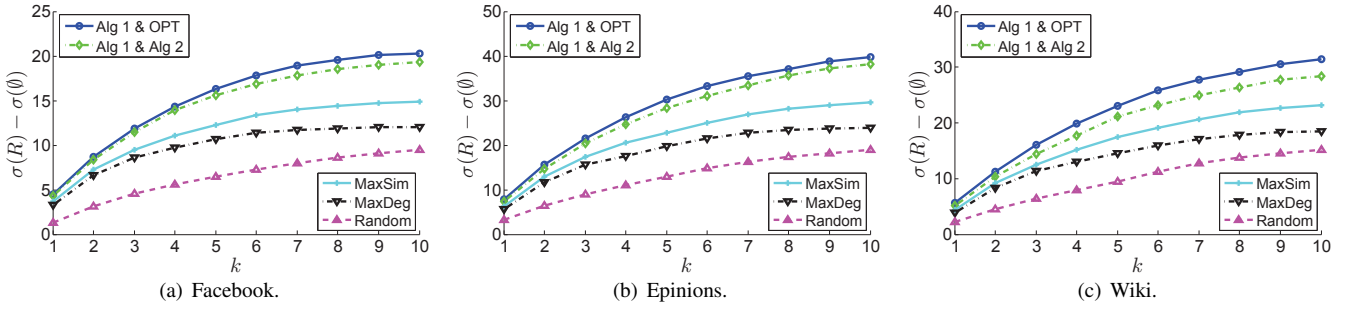 25
20
15
10
5
0
σ(R) − σ(∅)
Alg 1 & OPT
Alg 1 & Alg 2
MaxSim
MaxDeg
Random
1 2 3 4 5 6 7 8 9 10
k
(a) Facebook.
50
40
30
20
10
0
σ(R) − σ(∅)
Alg 1 & OPT
Alg 1 & Alg 2
MaxSim
MaxDeg
Random
1 2 3 4 5 6 7 8 9 10
k
(b) Epinions.
40
30
20
10
0
σ(R) − σ(∅)
Alg 1 & OPT
Alg 1 & Alg 2
MaxSim
MaxDeg
Random
1 2 3 4 5 6 7 8 9 10
k
(c) Wiki.